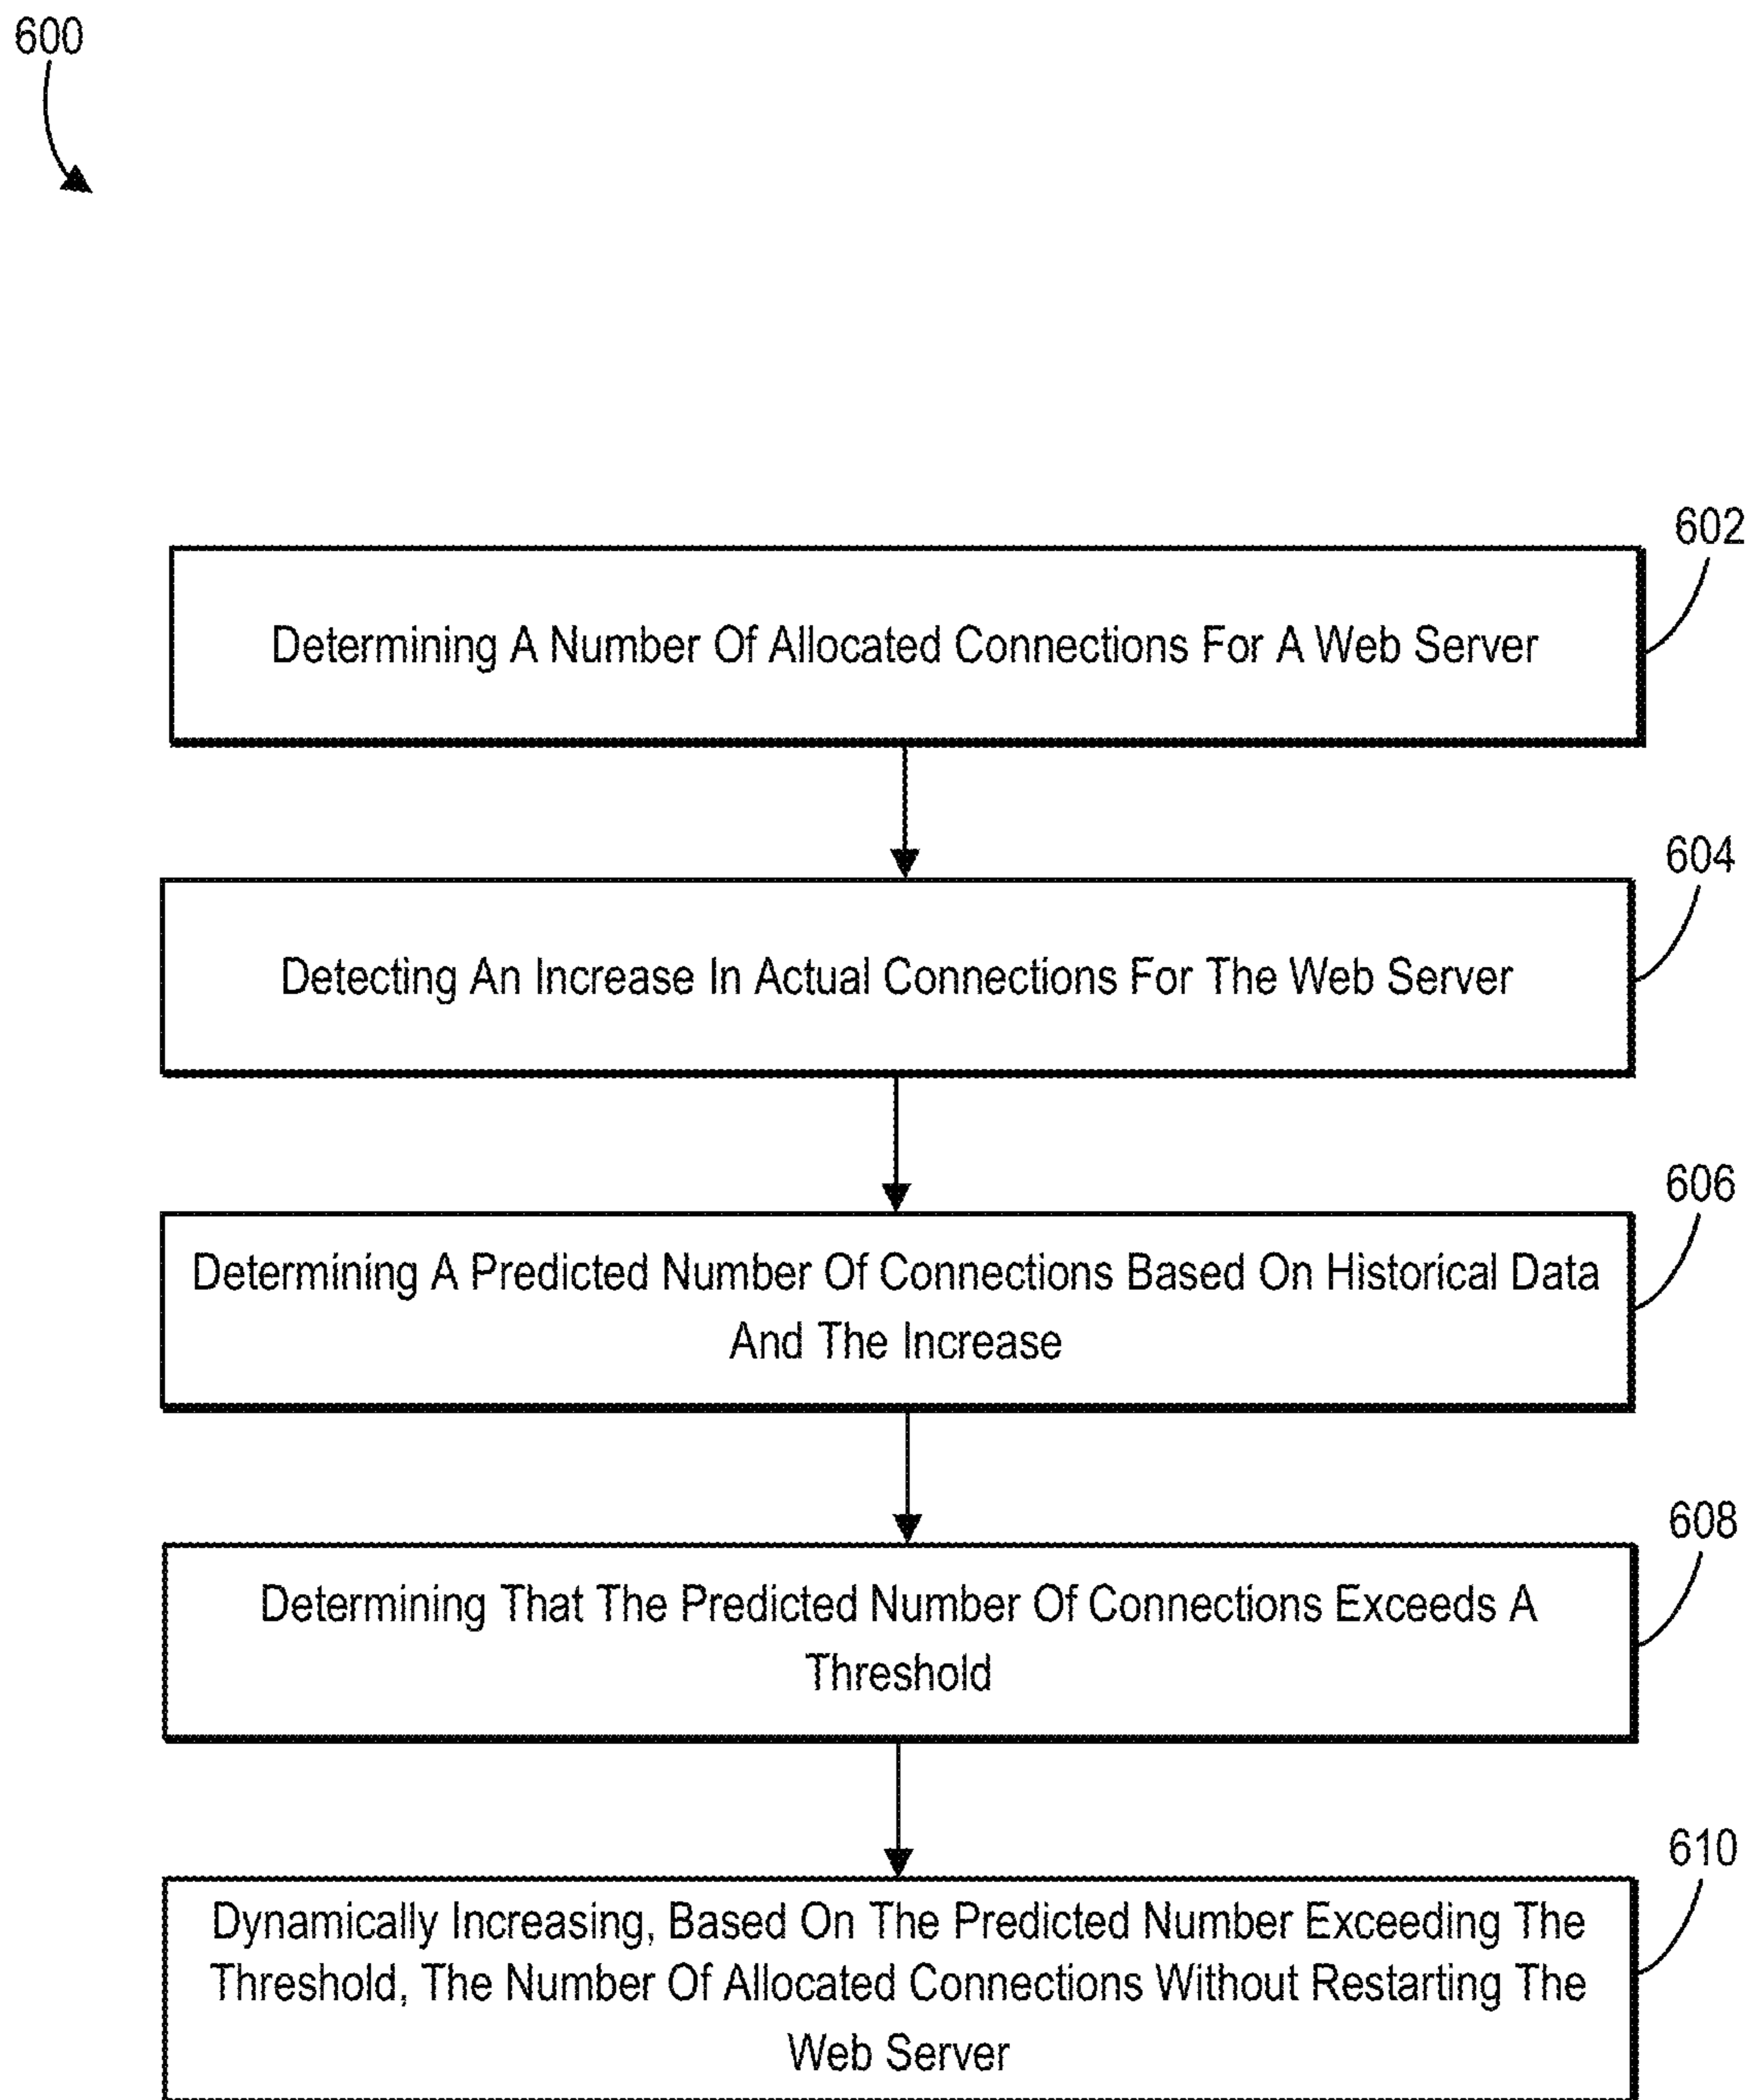 600
602
Determining A Number Of Allocated Connections For A Web Server
604
Detecting An Increase In Actual Connections For The Web Server
606
Determining A Predicted Number Of Connections Based On Historical Data
And The Increase
608
Determining That The Predicted Number Of Connections Exceeds A
Threshold
610
Dynamically Increasing, Based On The Predicted Number Exceeding The
Threshold, The Number Of Allocated Connections Without Restarting The
Web Server